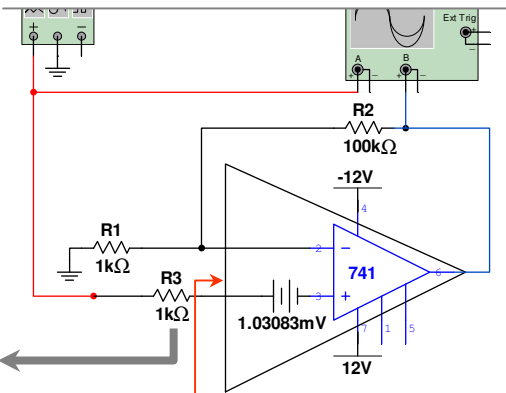 Ext Trig
+
+
−
+
−
A
B
+
−
+
−
R2
100kΩ
-12V
4
R1
1kΩ
2
−
741
6
R3
1kΩ
3
+
1.03083mV
7
1
5
12V